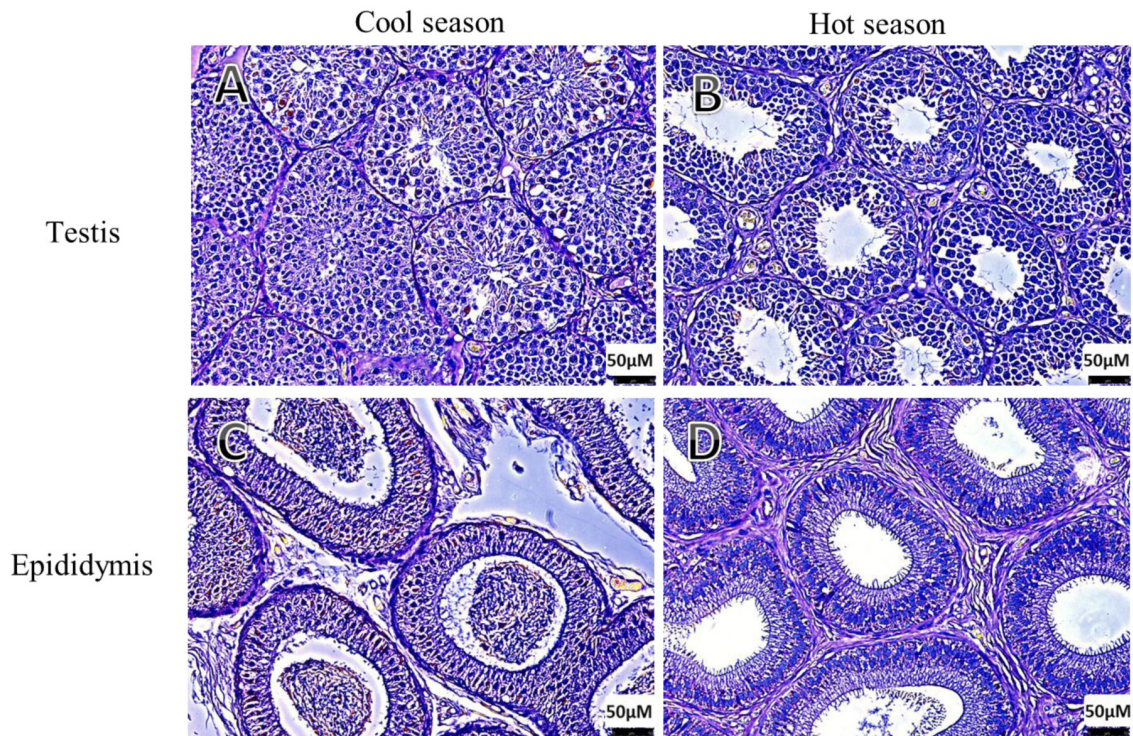 Cool season
Hot season
Testis
A
50µM
B
50µM
Epididymis
C
50µM
D
50µM